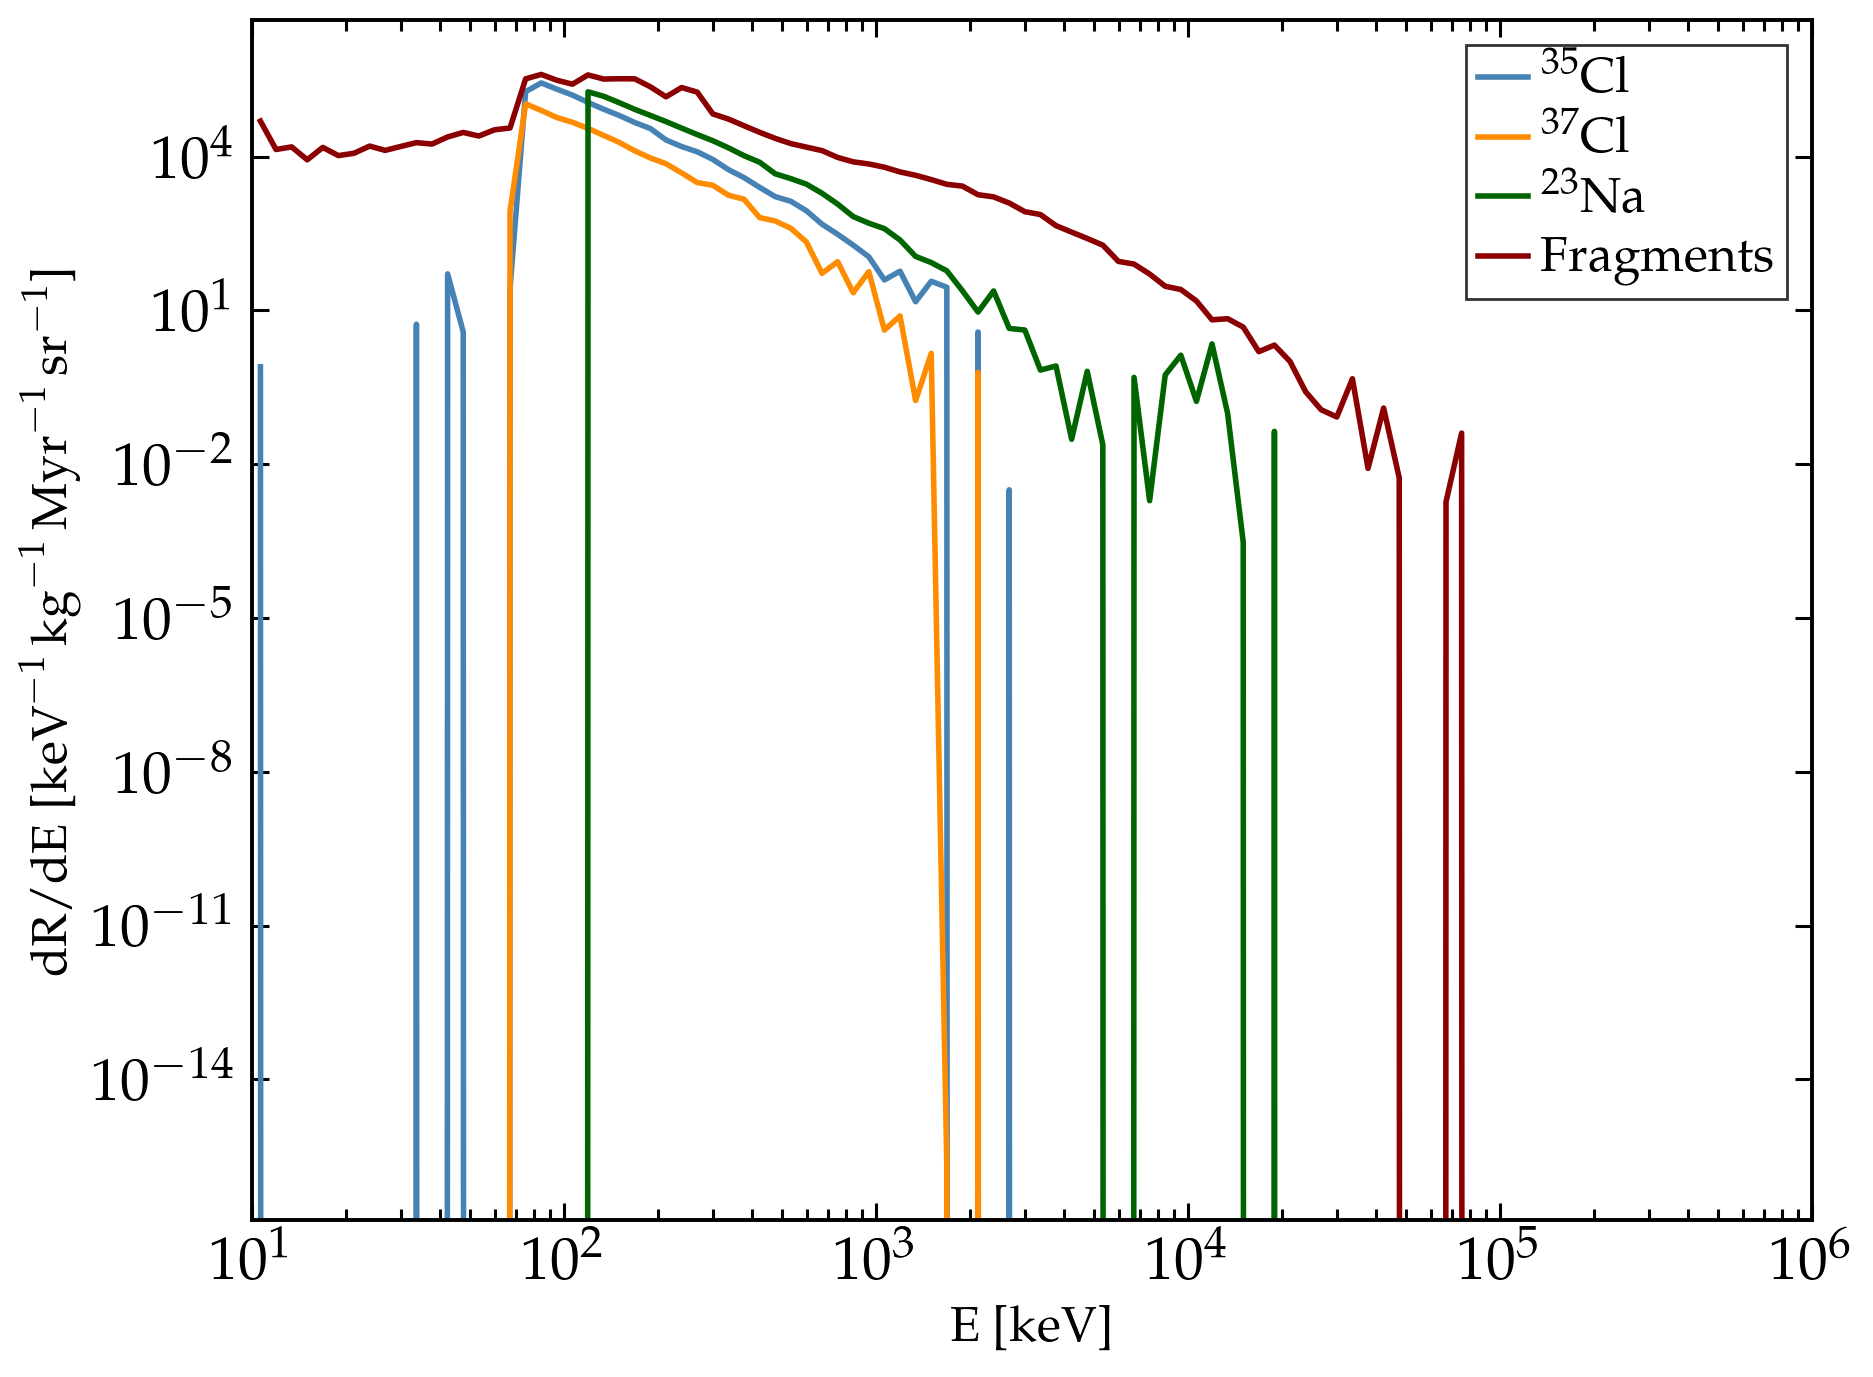 ³⁵Cl
³⁷Cl
²³Na
Fragments
10⁴
10¹
10⁻²
10⁻⁵
10⁻⁸
10⁻¹¹
10⁻¹⁴
dR/dE [keV⁻¹ kg⁻¹ Myr⁻¹ sr⁻¹]
10¹ 10² 10³ 10⁴ 10⁵ 10⁶
E [keV]